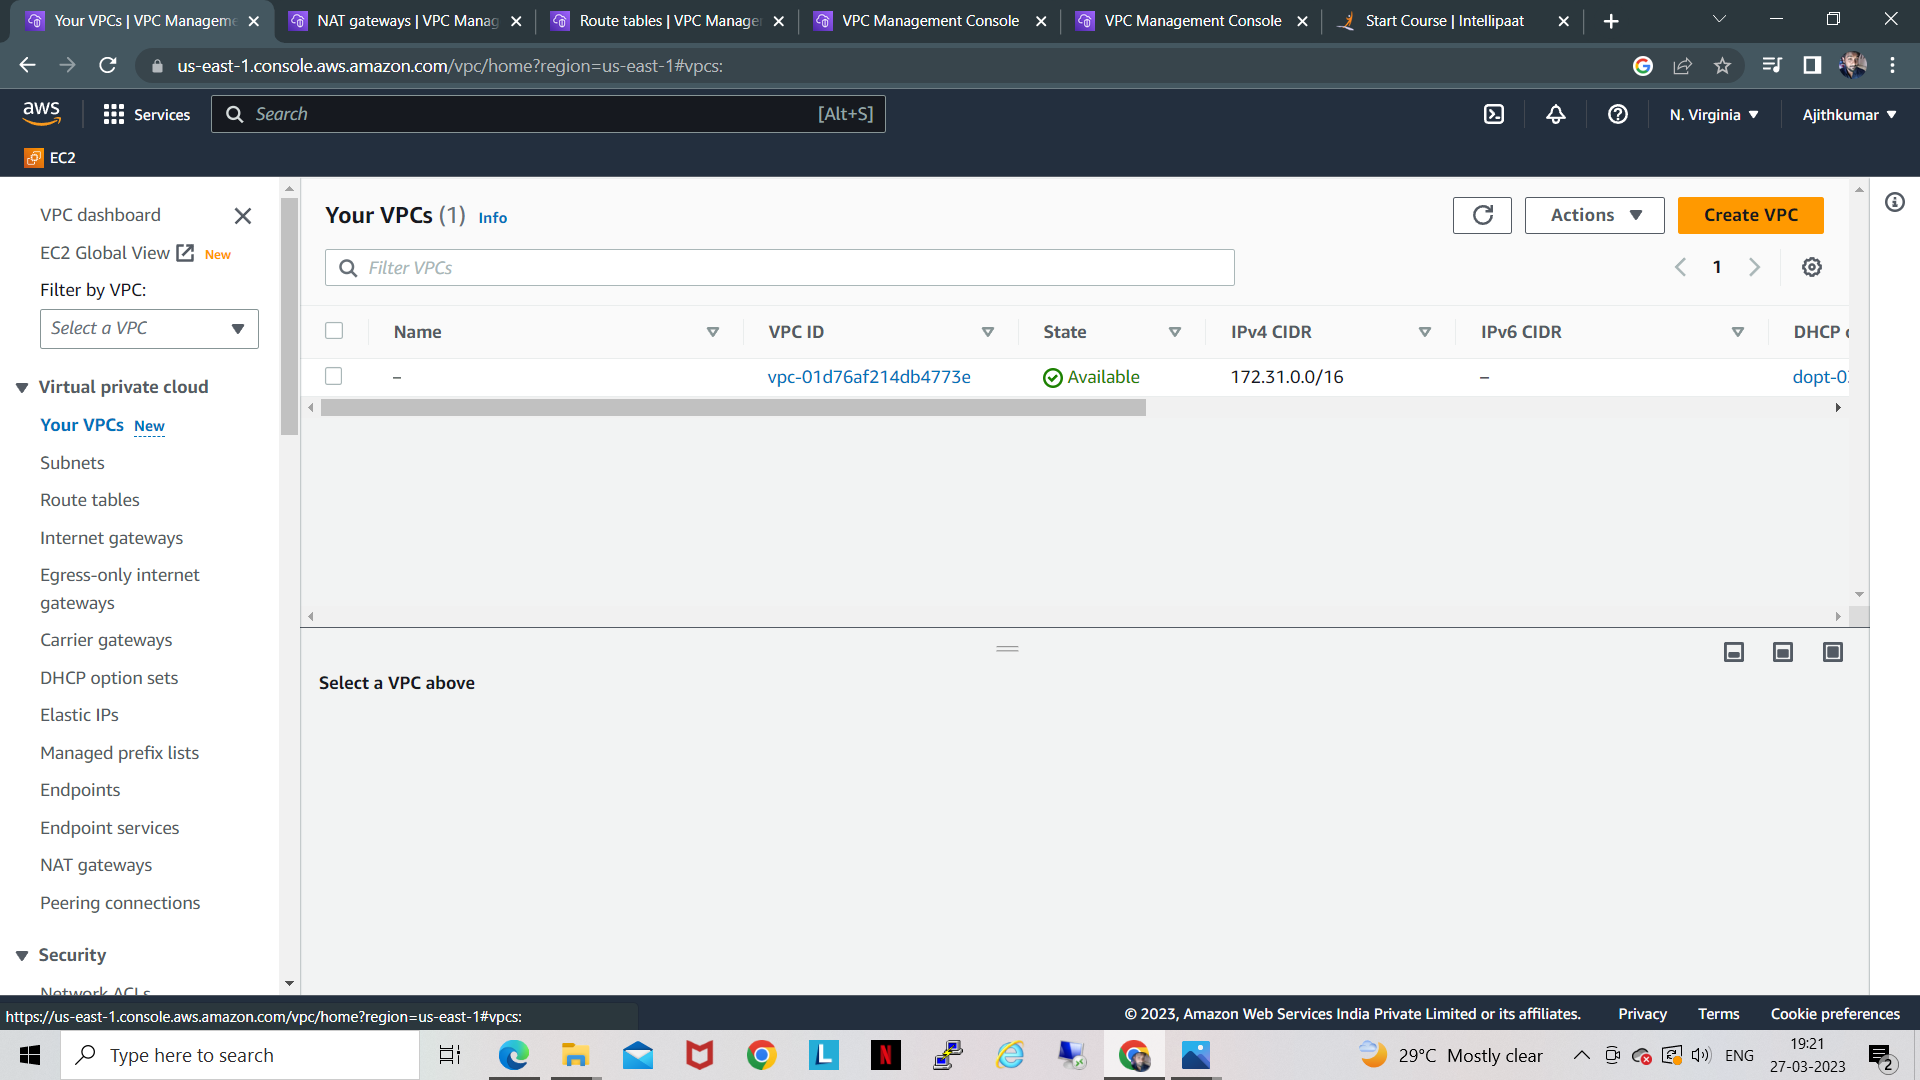 Your VPCs | VPC Manageme
NAT gateways | VPC Manag
Route tables | VPC Manager
VPC Management Console
VPC Management Console
Start Course | Intellipaat
us-east-1.console.aws.amazon.com/vpc/home?region=us-east-1#vpcs:
aws
Services
Search
[Alt+S]
N. Virginia
Ajithkumar
EC2
VPC dashboard
EC2 Global View New
Filter by VPC:
Select a VPC
Virtual private cloud
Your VPCs New
Subnets
Route tables
Internet gateways
Egress-only internet
gateways
Carrier gateways
DHCP option sets
Elastic IPs
Managed prefix lists
Endpoints
Endpoint services
NAT gateways
Peering connections
Security
Network ACLs
Your VPCs (1) Info
Actions
Create VPC
Filter VPCs
1
Name VPC ID State IPv4 CIDR IPv6 CIDR DHCP
– vpc-01d76af214db4773e Available 172.31.0.0/16 – dopt-0
Select a VPC above
https://us-east-1.console.aws.amazon.com/vpc/home?region=us-east-1#vpcs:
© 2023, Amazon Web Services India Private Limited or its affiliates. Privacy Terms Cookie preferences
Type here to search
L
N
29°C Mostly clear
ENG
19:21
27-03-2023
2